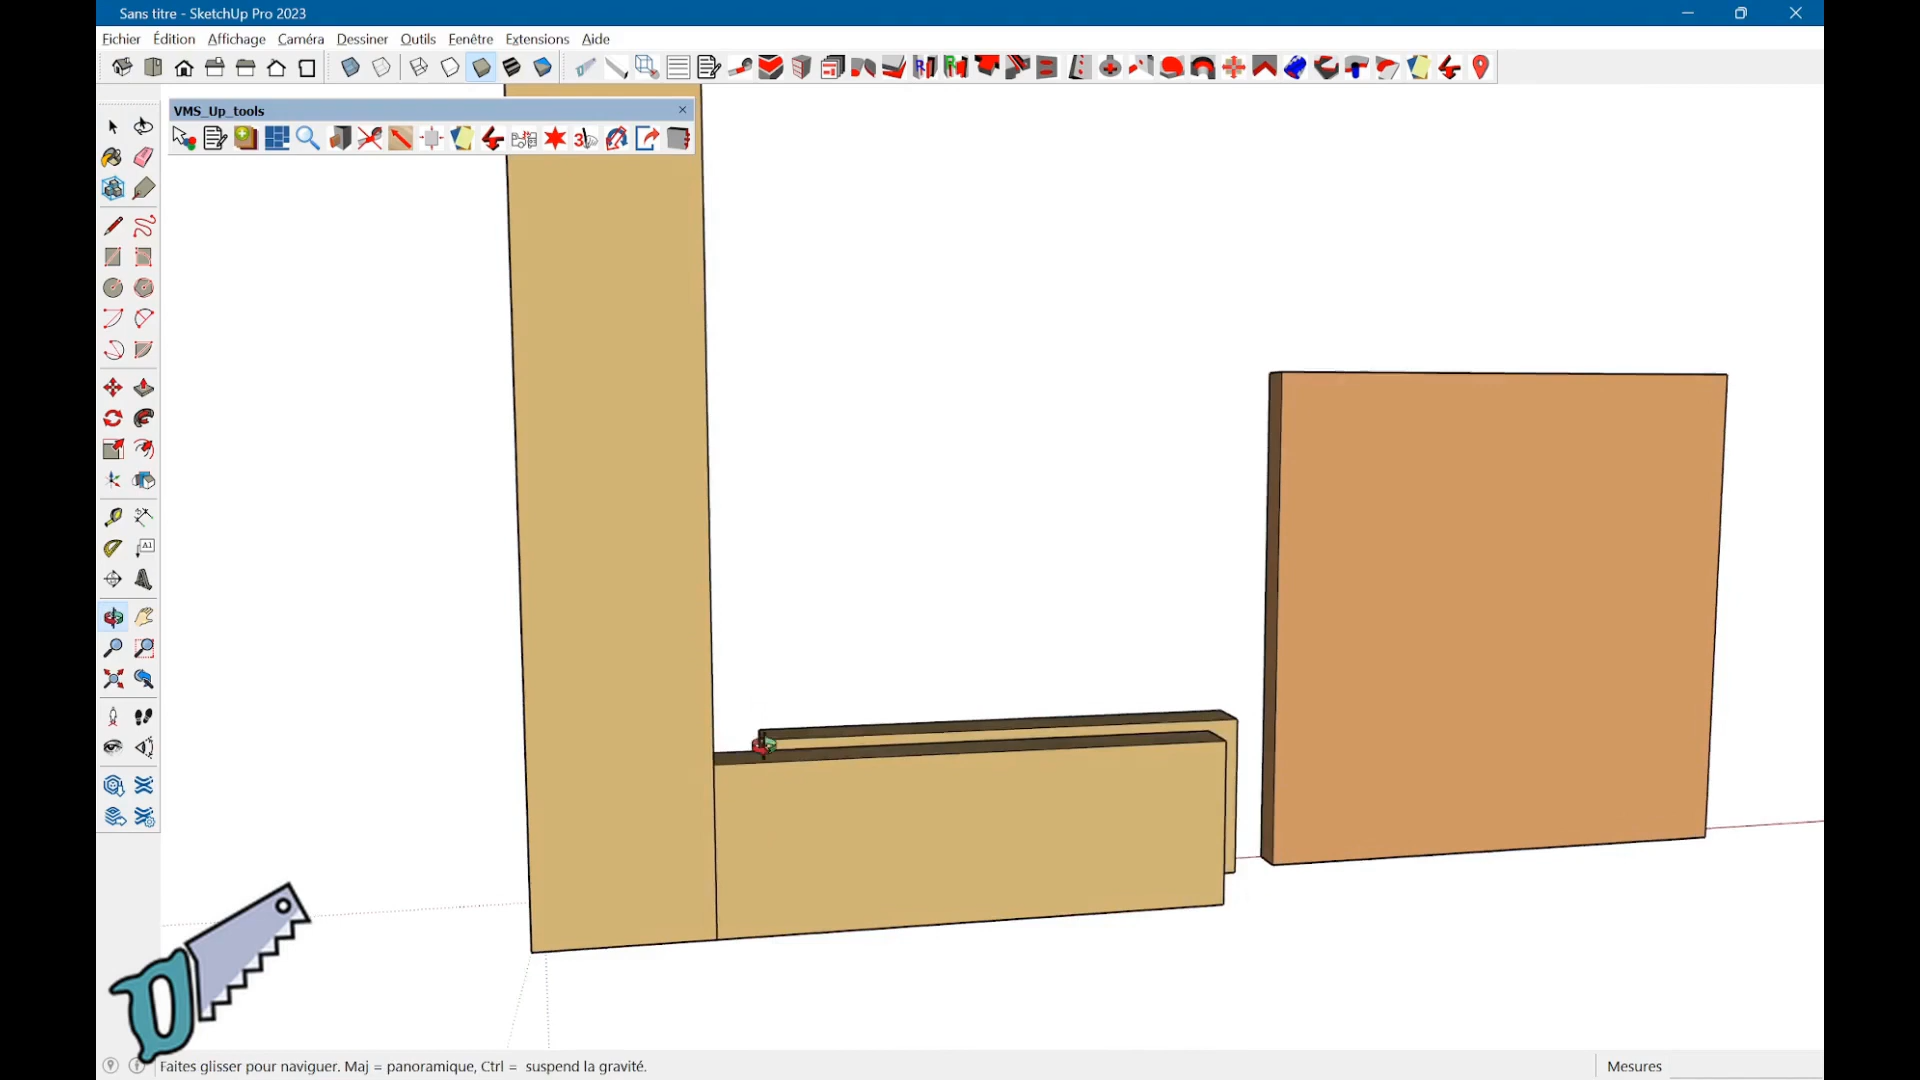 Sans titre - SketchUp Pro 2023
Fichier Édition Affichage Caméra Dessiner Outils Fenêtre Extensions Aide
VMS_Up_tools
Faites glisser pour naviguer. Maj = panoramique, Ctrl = suspend la gravité.
Mesures